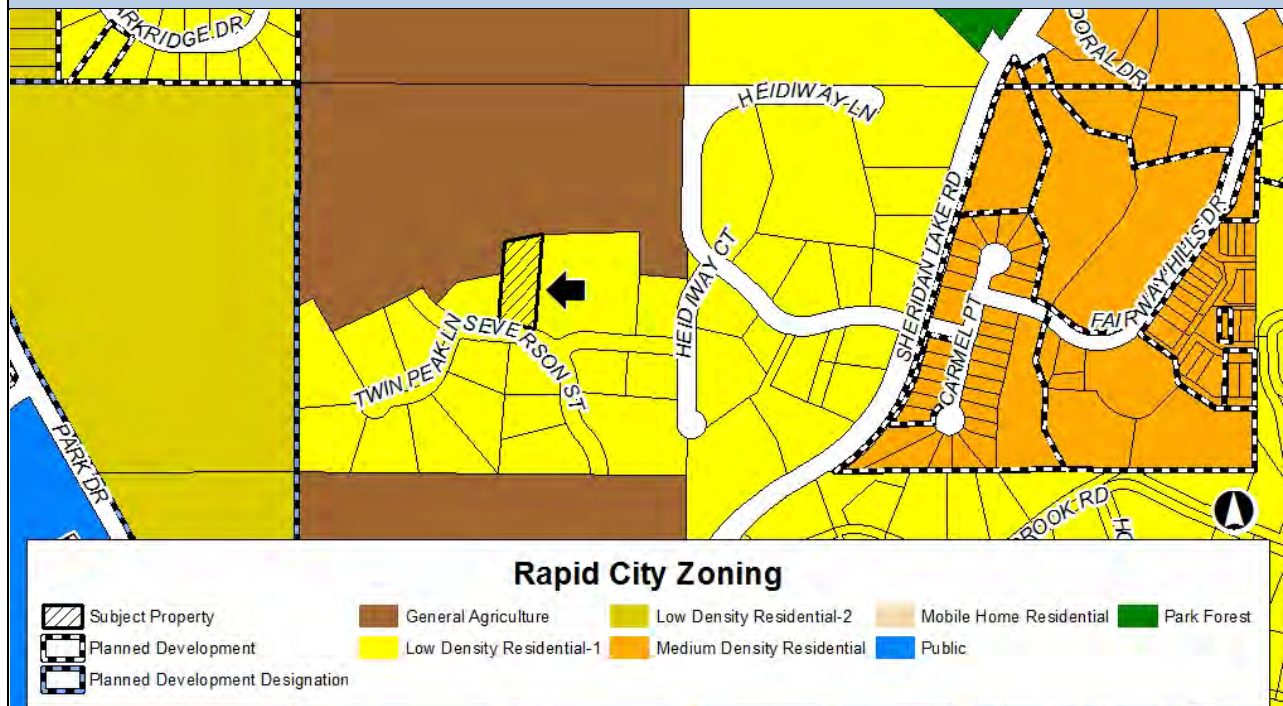 ARKRIDGE DR
DORAL DR
HEIDIWAY LN
SHERIDAN LAKE RD
HEIDIWAY CT
FAIRWAY HILLS DR
CARMEL PT
SEVERSON ST
TWIN PEAK LN
PARK DR
BROOK RD
Rapid City Zoning
Subject Property
General Agriculture
Low Density Residential-2
Mobile Home Residential
Park Forest
Planned Development
Low Density Residential-1
Medium Density Residential
Public
Planned Development Designation